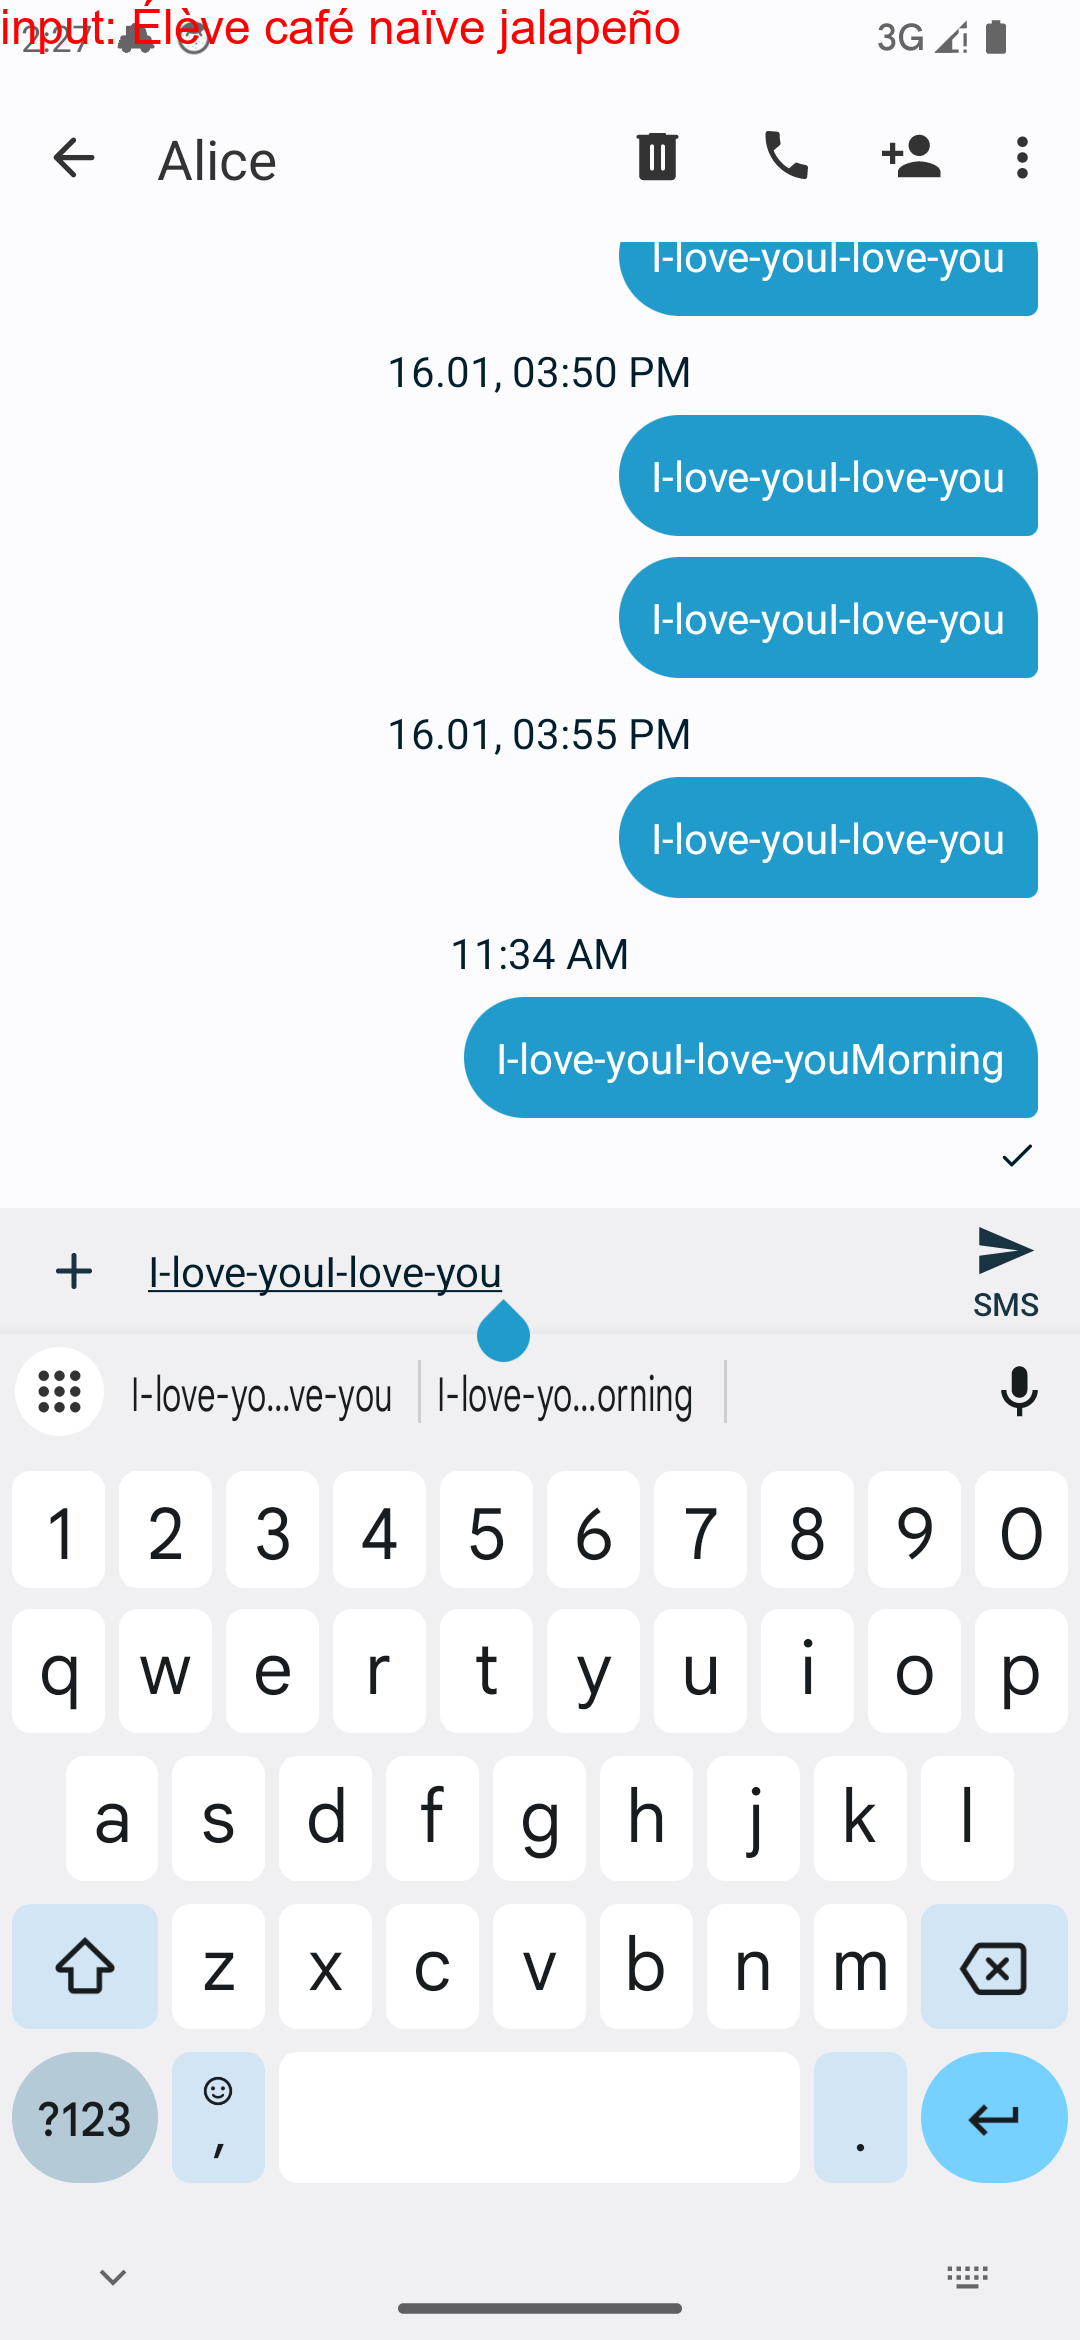 input: Élève café naïve jalapeño
2:27
3G
Alice
I-love-youI-love-you
16.01, 03:50 PM
I-love-youI-love-you
I-love-youI-love-you
16.01, 03:55 PM
I-love-youI-love-you
11:34 AM
I-love-youI-love-youMorning
I-love-youI-love-you
SMS
I-love-yo...ve-you I-love-yo...orning
1 2 3 4 5 6 7 8 9 0
q w e r t y u i o p
a s d f g h j k l
z x c v b n m
?123 , .